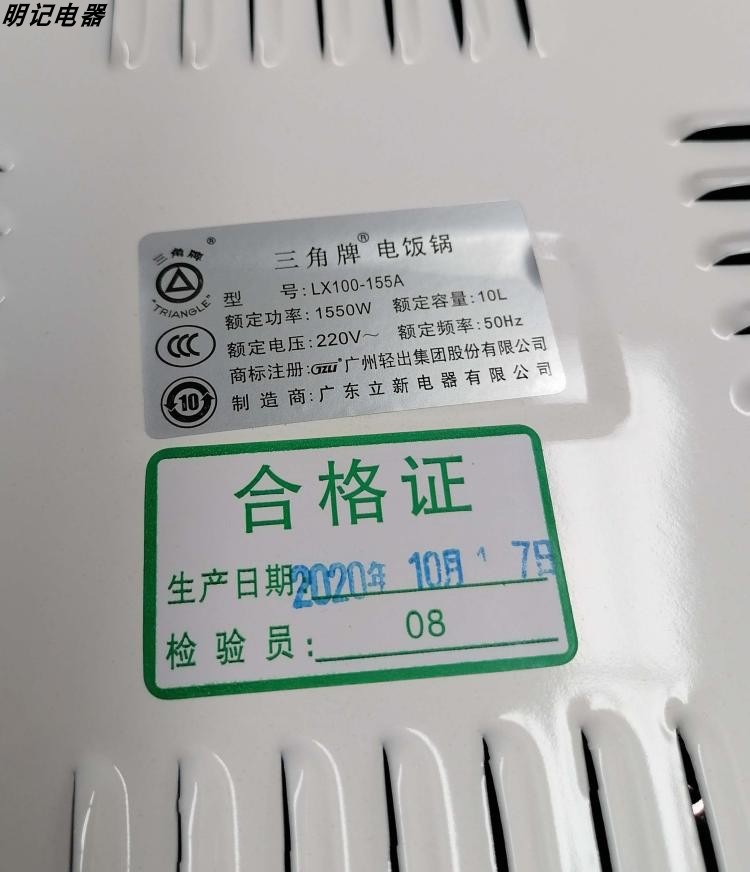 明记电器
三角牌®
"TRIANGLE"
三角牌® 电饭锅
型 号:LX100-155A
额定功率:1550W 额定容量:10L
额定电压:220V～ 额定频率:50Hz
商标注册:GZLI®广州轻出集团股份有限公司
制造商:广东立新电器有限公司
CCC
10
合格证
生产日期:2020年 10月 7日
检验员:08